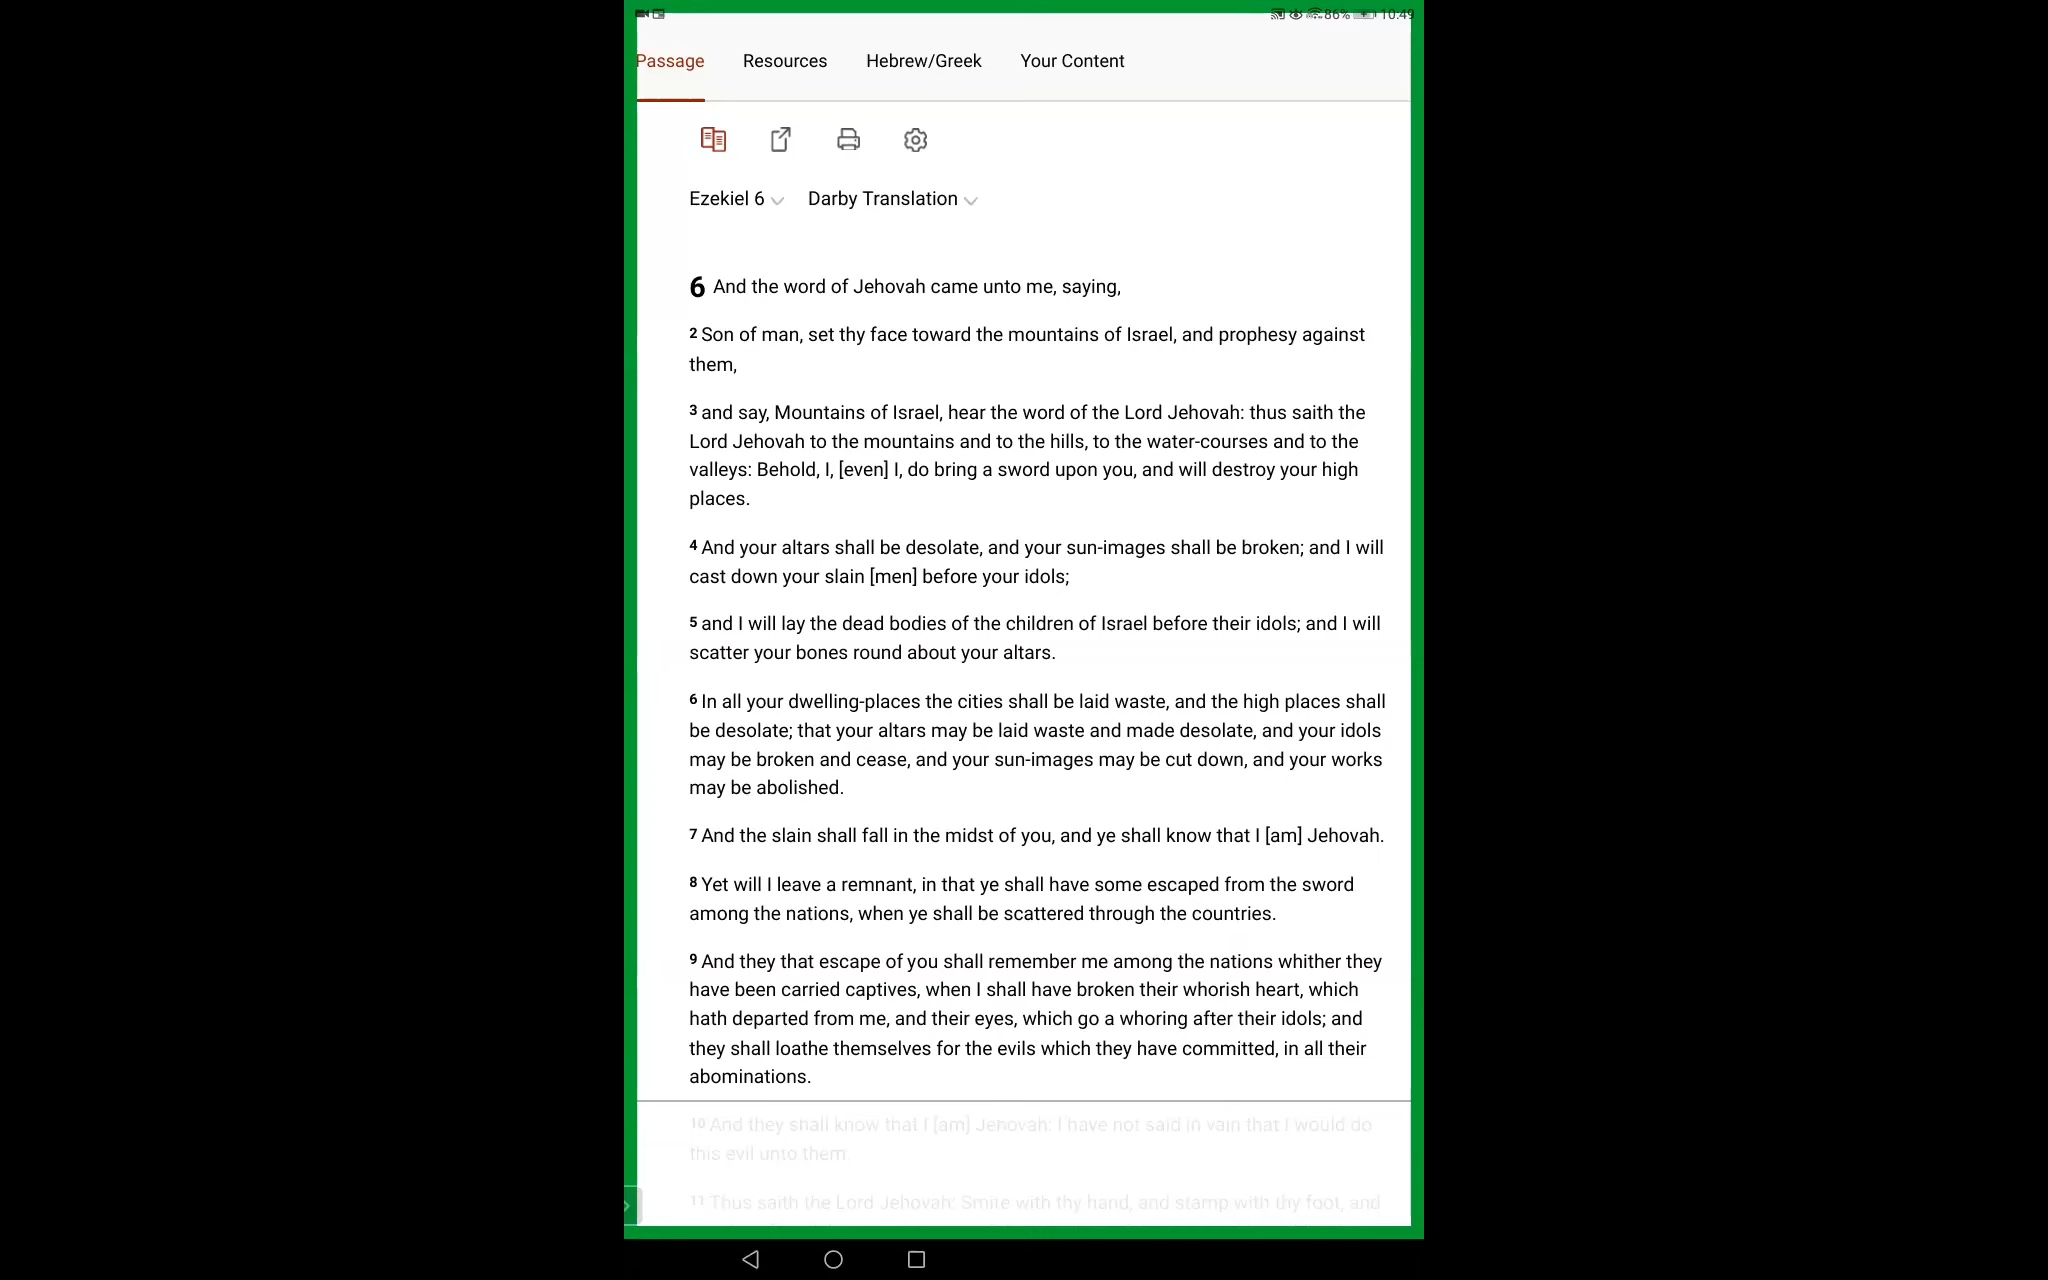 86% 10:49
Passage Resources Hebrew/Greek Your Content
Ezekiel 6 Darby Translation
6 And the word of Jehovah came unto me, saying,
2 Son of man, set thy face toward the mountains of Israel, and prophesy against
them,
3 and say, Mountains of Israel, hear the word of the Lord Jehovah: thus saith the
Lord Jehovah to the mountains and to the hills, to the water-courses and to the
valleys: Behold, I, [even] I, do bring a sword upon you, and will destroy your high
places.
4 And your altars shall be desolate, and your sun-images shall be broken; and I will
cast down your slain [men] before your idols;
5 and I will lay the dead bodies of the children of Israel before their idols; and I will
scatter your bones round about your altars.
6 In all your dwelling-places the cities shall be laid waste, and the high places shall
be desolate; that your altars may be laid waste and made desolate, and your idols
may be broken and cease, and your sun-images may be cut down, and your works
may be abolished.
7 And the slain shall fall in the midst of you, and ye shall know that I [am] Jehovah.
8 Yet will I leave a remnant, in that ye shall have some escaped from the sword
among the nations, when ye shall be scattered through the countries.
9 And they that escape of you shall remember me among the nations whither they
have been carried captives, when I shall have broken their whorish heart, which
hath departed from me, and their eyes, which go a whoring after their idols; and
they shall loathe themselves for the evils which they have committed, in all their
abominations.
10 And they shall know that I [am] Jehovah: I have not said in vain that I would do
this evil unto them.
11 Thus saith the Lord Jehovah: Smite with thy hand, and stamp with thy foot, and